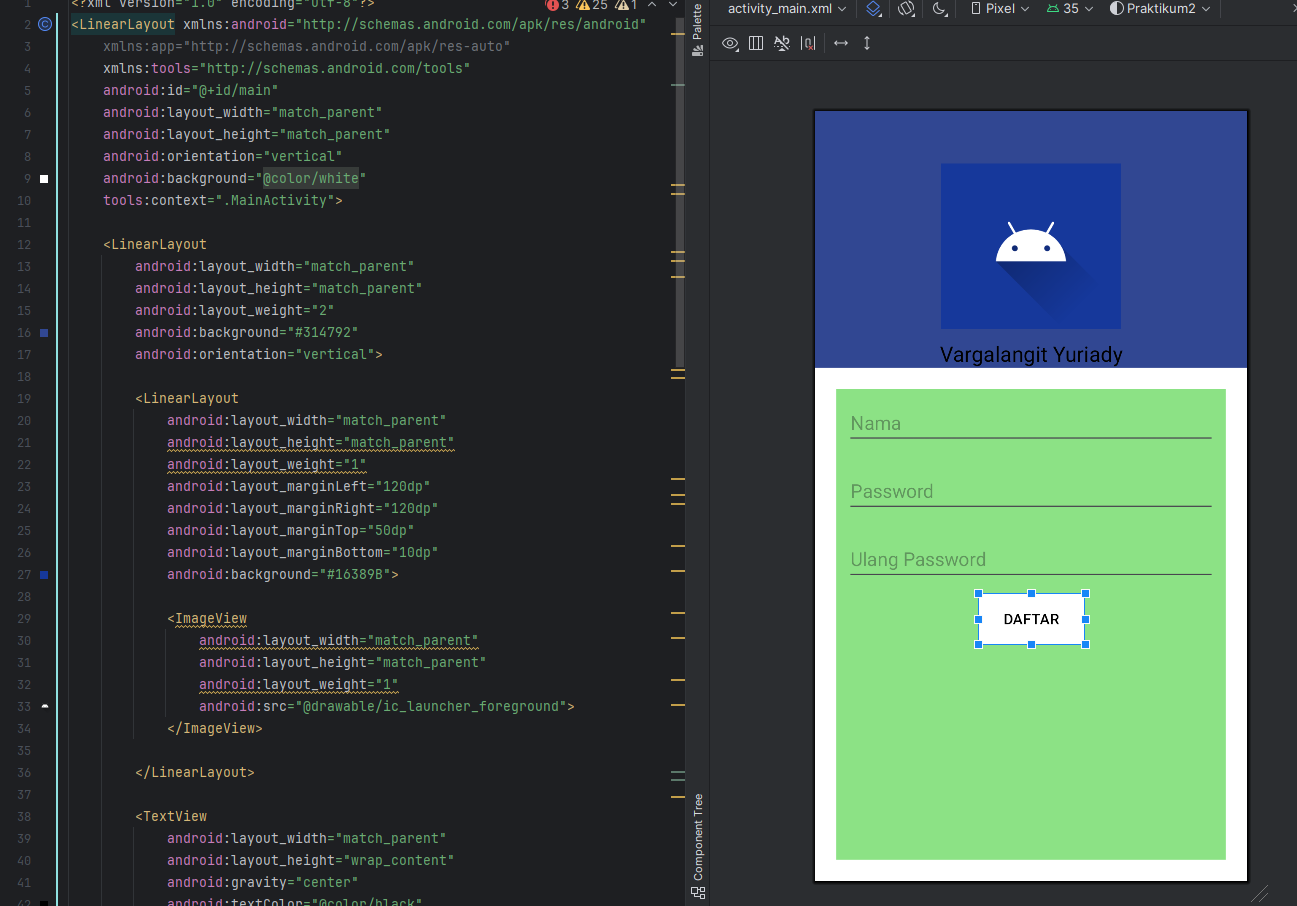 1 <?xml version="1.0" encoding="utf-8"?>
3 25 1
2 <LinearLayout xmlns:android="http://schemas.android.com/apk/res/android"
3 xmlns:app="http://schemas.android.com/apk/res-auto"
4 xmlns:tools="http://schemas.android.com/tools"
5 android:id="@+id/main"
6 android:layout_width="match_parent"
7 android:layout_height="match_parent"
8 android:orientation="vertical"
9 android:background="@color/white"
10 tools:context=".MainActivity">
11
12 <LinearLayout
13 android:layout_width="match_parent"
14 android:layout_height="match_parent"
15 android:layout_weight="2"
16 android:background="#314792"
17 android:orientation="vertical">
18
19 <LinearLayout
20 android:layout_width="match_parent"
21 android:layout_height="match_parent"
22 android:layout_weight="1"
23 android:layout_marginLeft="120dp"
24 android:layout_marginRight="120dp"
25 android:layout_marginTop="50dp"
26 android:layout_marginBottom="10dp"
27 android:background="#16389B">
28
29 <ImageView
30 android:layout_width="match_parent"
31 android:layout_height="match_parent"
32 android:layout_weight="1"
33 android:src="@drawable/ic_launcher_foreground">
34 </ImageView>
35
36 </LinearLayout>
37
38 <TextView
39 android:layout_width="match_parent"
40 android:layout_height="wrap_content"
41 android:gravity="center"
42 android:textColor="@color/black"
Palette
Component Tree
activity_main.xml
Pixel
35
Praktikum2
Vargalangit Yuriady
Nama
Password
Ulang Password
DAFTAR